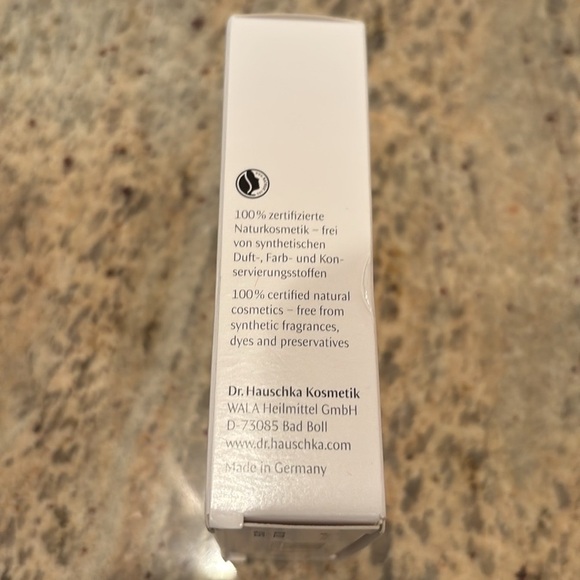 100% zertifizierte
Naturkosmetik – frei
von synthetischen
Duft-, Farb- und Kon-
servierungsstoffen
100% certified natural
cosmetics – free from
synthetic fragrances,
dyes and preservatives
Dr. Hauschka Kosmetik
WALA Heilmittel GmbH
D-73085 Bad Boll
www.dr.hauschka.com
Made in Germany